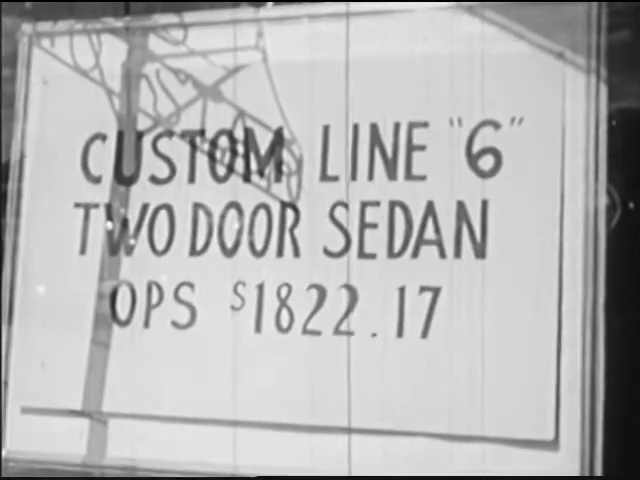 CUSTOM LINE "6"
TWO DOOR SEDAN
OPS $1822.17